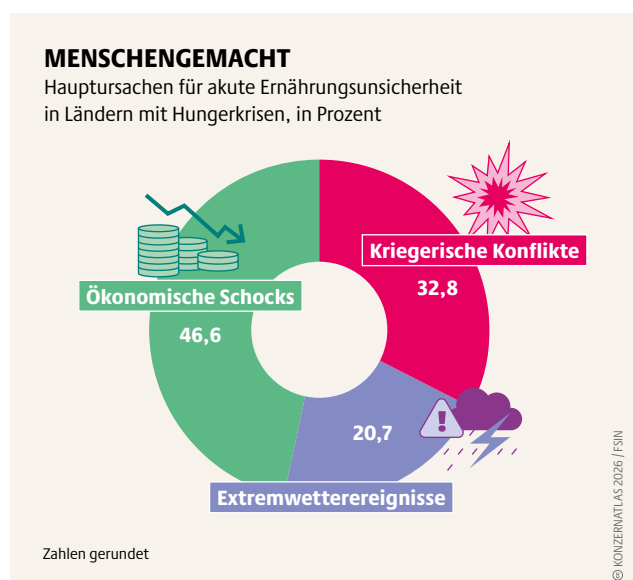 MENSCHENGEMACHT
Hauptursachen für akute Ernährungsunsicherheit
in Ländern mit Hungerkrisen, in Prozent
Kriegerische Konflikte
32,8
Ökonomische Schocks
46,6
20,7
Extremwetterereignisse
Zahlen gerundet
© KONZERNATLAS 2026 / FSIN